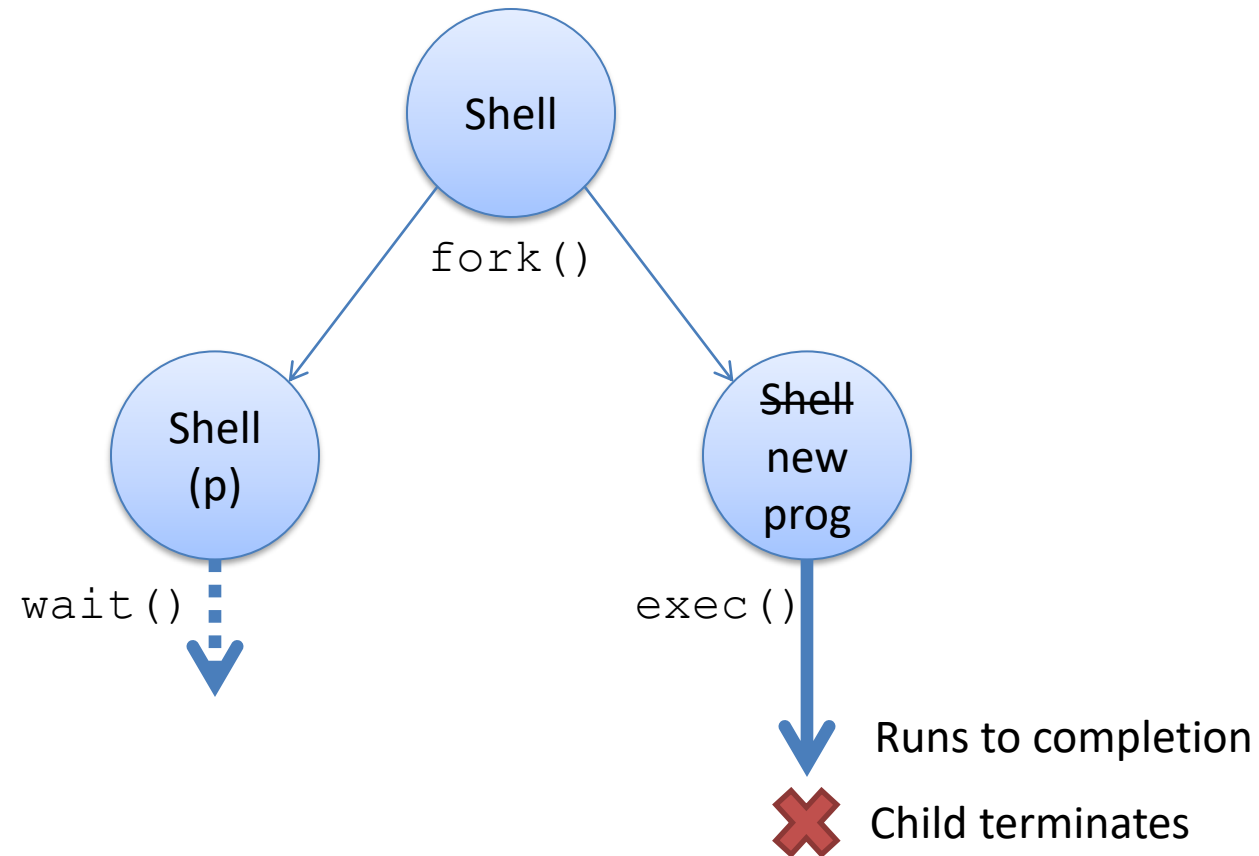 Shell
fork()
Shell
(p)
Shell
new
prog
wait()
exec()
Runs to completion
Child terminates